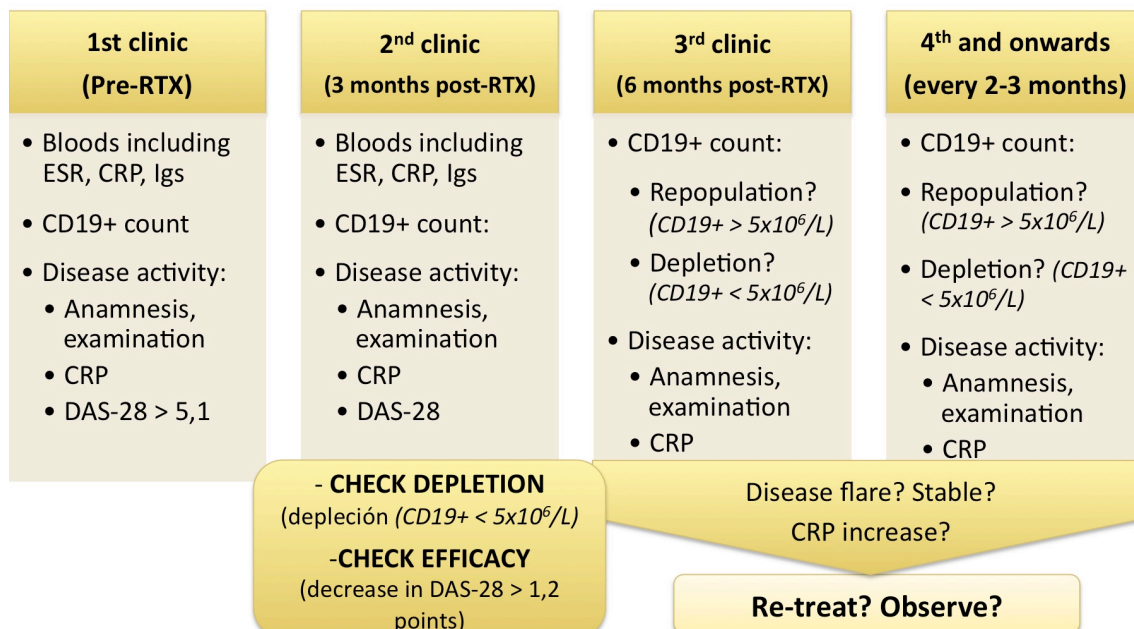 1st clinic
(Pre-RTX)
• Bloods including
ESR, CRP, Igs
• CD19+ count
• Disease activity:
• Anamnesis,
examination
• CRP
• DAS-28 > 5,1
2nd clinic
(3 months post-RTX)
• Bloods including
ESR, CRP, Igs
• CD19+ count:
• Disease activity:
• Anamnesis,
examination
• CRP
• DAS-28
- CHECK DEPLETION
(depleción (CD19+ < 5x10⁶/L)
-CHECK EFFICACY
(decrease in DAS-28 > 1,2
points)
3rd clinic
(6 months post-RTX)
• CD19+ count:
• Repopulation?
(CD19+ > 5x10⁶/L)
• Depletion?
(CD19+ < 5x10⁶/L)
• Disease activity:
• Anamnesis,
examination
• CRP
4th and onwards
(every 2-3 months)
• CD19+ count:
• Repopulation?
(CD19+ > 5x10⁶/L)
• Depletion? (CD19+
< 5x10⁶/L)
• Disease activity:
• Anamnesis,
examination
• CRP
Disease flare? Stable?
CRP increase?
Re-treat? Observe?